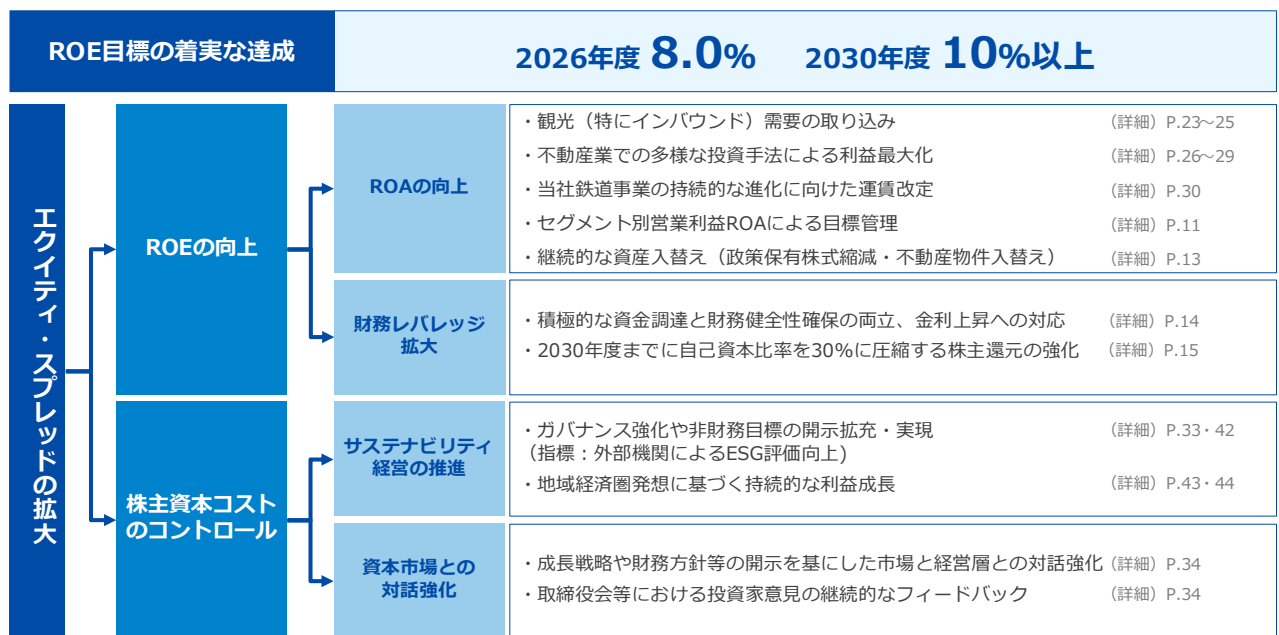 ROE目標の着実な達成
2026年度 8.0% 2030年度 10%以上
エクイティ・スプレッドの拡大
ROEの向上
ROAの向上
・観光（特にインバウンド）需要の取り込み （詳細）P.23～25
・不動産業での多様な投資手法による利益最大化 （詳細）P.26～29
・当社鉄道事業の持続的な進化に向けた運賃改定 （詳細）P.30
・セグメント別営業利益ROAによる目標管理 （詳細）P.11
・継続的な資産入替え（政策保有株式縮減・不動産物件入替え） （詳細）P.13
財務レバレッジ
拡大
・積極的な資金調達と財務健全性確保の両立、金利上昇への対応 （詳細）P.14
・2030年度までに自己資本比率を30%に圧縮する株主還元の強化 （詳細）P.15
株主資本コスト
のコントロール
サステナビリティ
経営の推進
・ガバナンス強化や非財務目標の開示拡充・実現 （詳細）P.33・42
（指標：外部機関によるESG評価向上)
・地域経済圏発想に基づく持続的な利益成長 （詳細）P.43・44
資本市場との
対話強化
・成長戦略や財務方針等の開示を基にした市場と経営層との対話強化 （詳細）P.34
・取締役会等における投資家意見の継続的なフィードバック （詳細）P.34